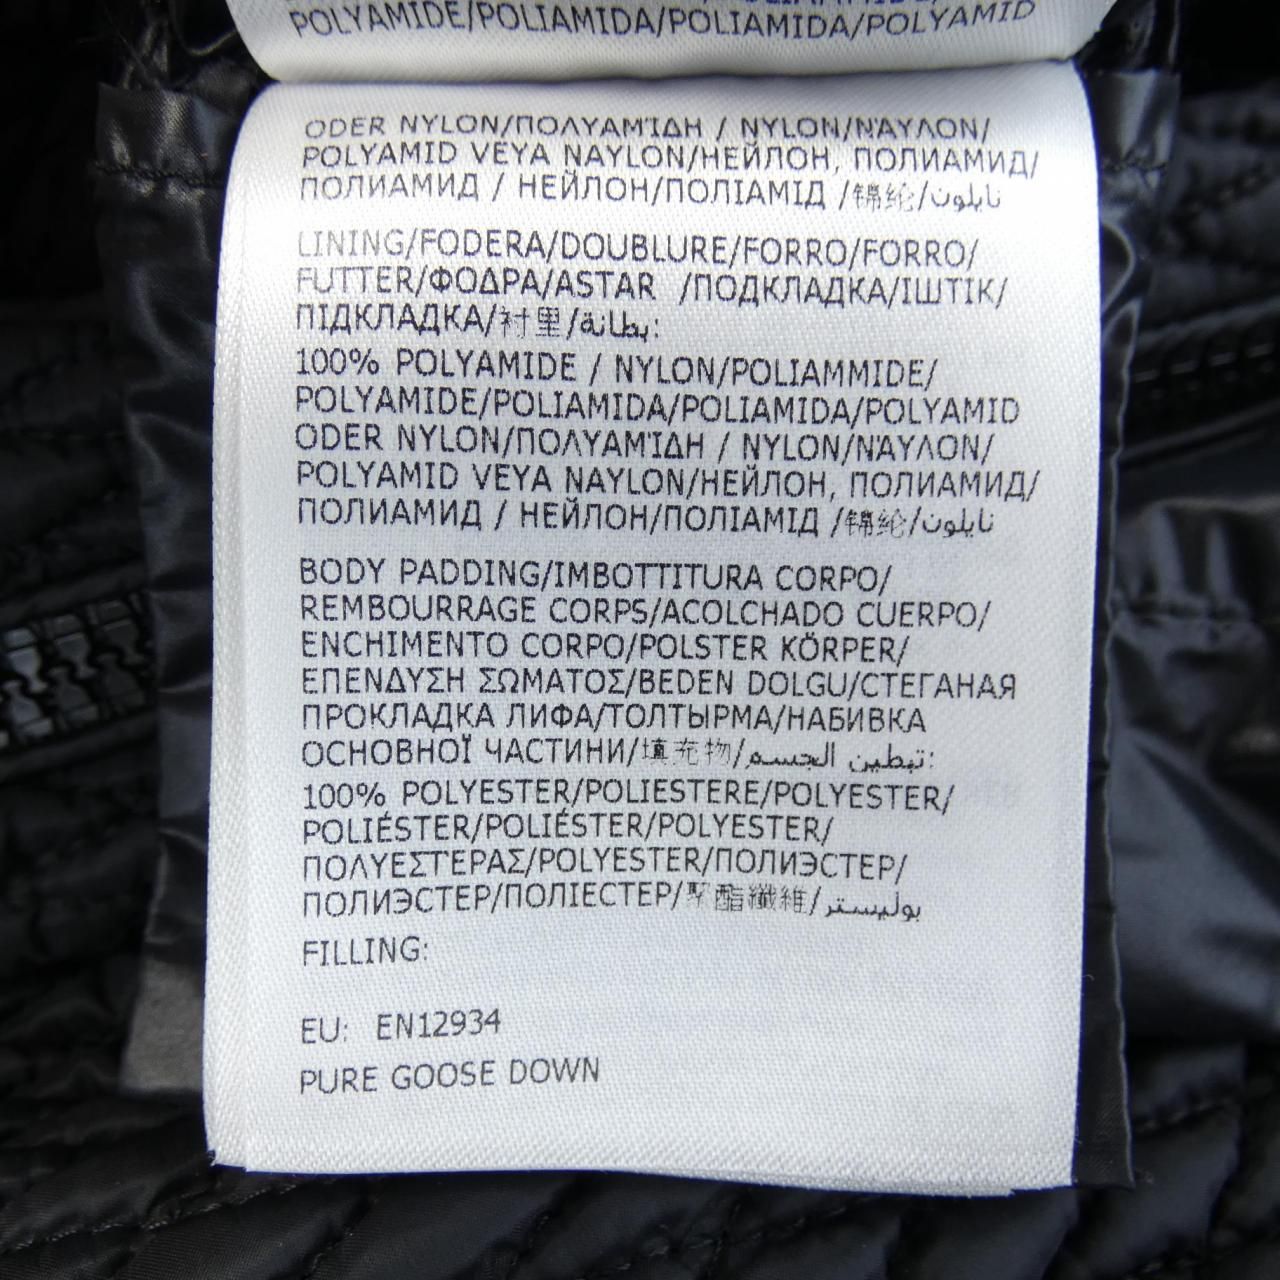 POLYAMIDE/POLIAMIDA/POLIAMIDA/POLYAMID
ODER NYLON/ΠΟΛΥΑΜΊΔΗ / NYLON/ΝΆΥΛΟΝ/
POLYAMID VEYA NAYLON/НЕЙЛОН, ПОЛИАМИД/
ПОЛИАМИД / НЕЙЛОН/ПОЛІАМІД /锦纶/نايلون
LINING/FODERA/DOUBLURE/FORRO/FORRO/
FUTTER/ΦΟΔΡΑ/ASTAR /ПОДКЛАДКА/ІШТІК/
ПІДКЛАДКА/衬里/بطانة:
100% POLYAMIDE / NYLON/POLIAMMIDE/
POLYAMIDE/POLIAMIDA/POLIAMIDA/POLYAMID
ODER NYLON/ΠΟΛΥΑΜΊΔΗ / NYLON/ΝΆΥΛΟΝ/
POLYAMID VEYA NAYLON/НЕЙЛОН, ПОЛИАМИД/
ПОЛИАМИД / НЕЙЛОН/ПОЛІАМІД /锦纶/نايلون
BODY PADDING/IMBOTTITURA CORPO/
REMBOURRAGE CORPS/ACOLCHADO CUERPO/
ENCHIMENTO CORPO/POLSTER KÖRPER/
ΕΠΕΝΔΥΣΗ ΣΩΜΑΤΟΣ/BEDEN DOLGU/СТЕГАНАЯ
ПРОКЛАДКА ЛИФА/ТОЛТЫРМА/НАБИВКА
ОСНОВНОЇ ЧАСТИНИ/填充物/تبطين الجسم:
100% POLYESTER/POLIESTERE/POLYESTER/
POLIÉSTER/POLIÉSTER/POLYESTER/
ΠΟΛΥΕΣΤΈΡΑΣ/POLYESTER/ПОЛИЭСТЕР/
ПОЛИЭСТЕР/ПОЛІЕСТЕР/聚酯纖維/بوليستر
FILLING:
EU: EN12934
PURE GOOSE DOWN